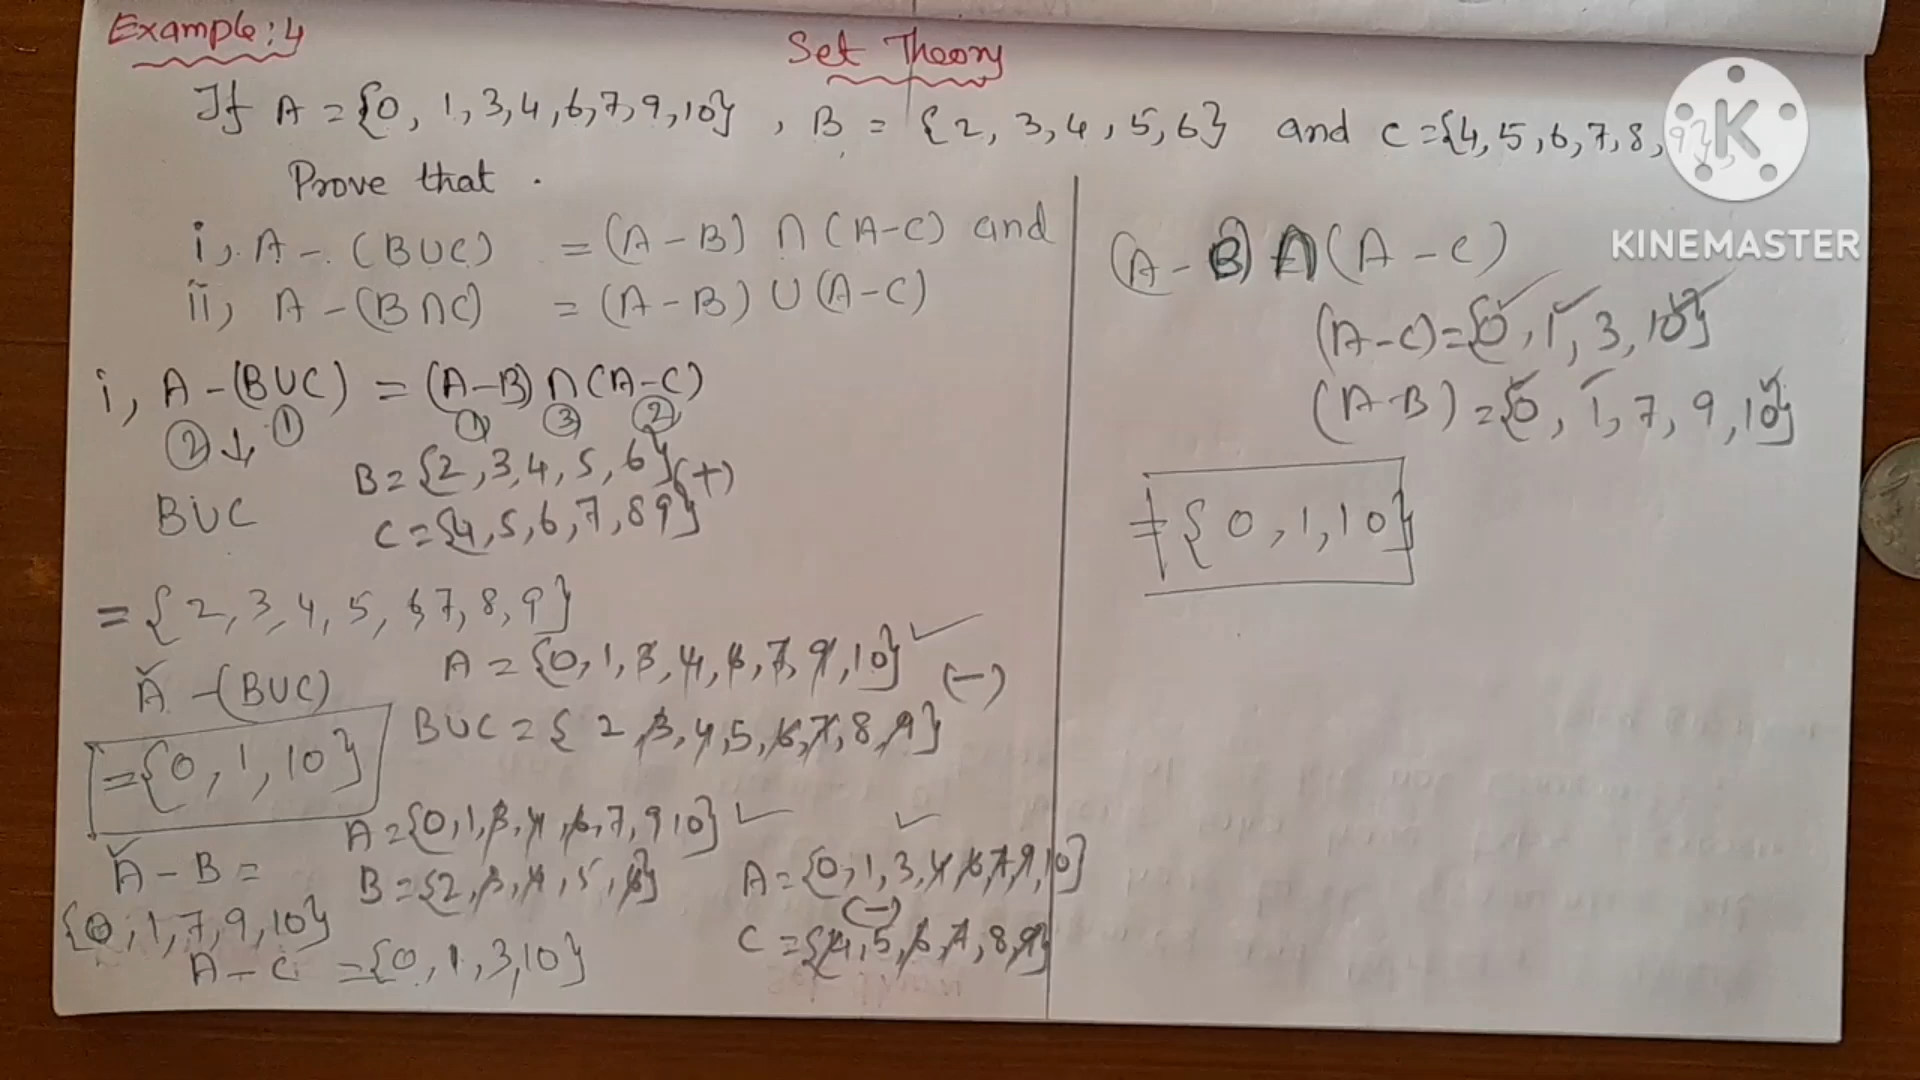 Example: 4
Set Theory
If A = {0, 1, 3, 4, 6, 7, 9, 10} , B = {2, 3, 4, 5, 6} and C = {4, 5, 6, 7, 8, 9},
Prove that .
i, A - (B∪C) = (A - B) ∩ (A - C) and
ii, A - (B∩C) = (A - B) ∪ (A - C)
i, A - (B∪C) = (A - B) ∩ (A - C)
② ↓ ① ① ③ ②
B = {2, 3, 4, 5, 6} (+)
B∪C
C = {4, 5, 6, 7, 8 9}
= {2, 3, 4, 5, 6 7, 8, 9}
A = {0, 1, 3, 4, 6, 7, 9, 10} ✓
A - (B∪C) (-)
B∪C = {2, 3, 4, 5, 6, 7, 8, 9}
= {0, 1, 10}
A = {0, 1, 3, 4, 6, 7, 9 10} ✓
A - B =
B = {2, 3, 4, 5, 6}
{0, 1, 7, 9, 10}
A = {0, 1, 3, 4, 6, 7, 9, 10} ✓
(-)
C = {4, 5, 6, 7, 8, 9}
A - C = {0, 1, 3, 10}
(A - B) ∩ (A - C)
(A - C) = {0, 1, 3, 10}
(A - B) = {0, 1, 7, 9, 10}
= {0, 1, 10}
K
KINEMASTER